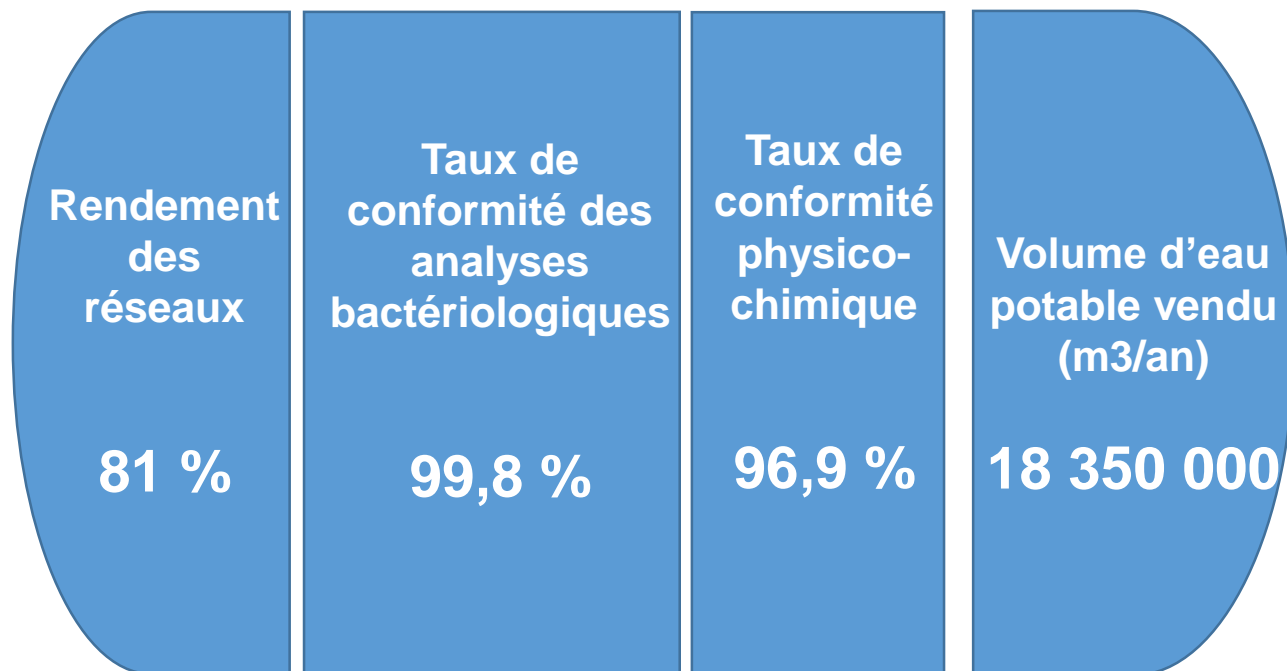 Rendement
des
réseaux
81 %
Taux de
conformité des
analyses
bactériologiques
99,8 %
Taux de
conformité
physico-
chimique
96,9 %
Volume d’eau
potable vendu
(m3/an)
18 350 000